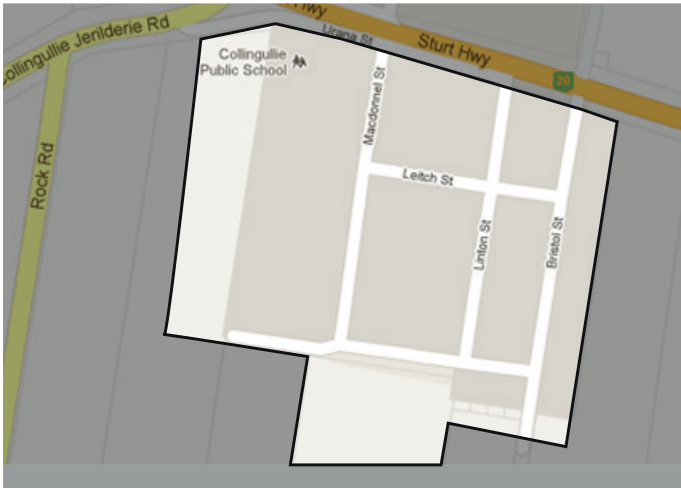 Hwy
Collingullie Jerilderie Rd
Urana St
Sturt Hwy
Collingullie
Public School
20
Macdonnel St
Rock Rd
Leitch St
Linton St
Bristol St